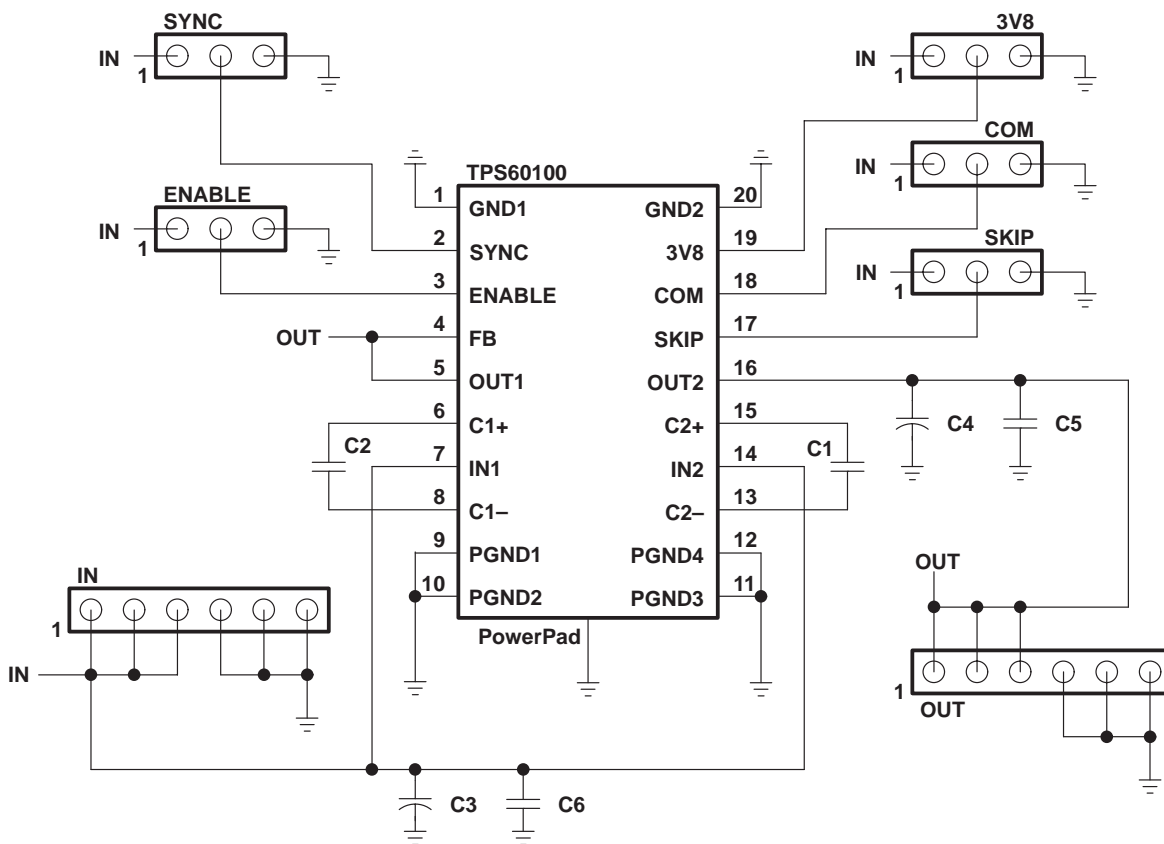 SYNC
IN
1
3V8
IN
1
COM
IN
1
ENABLE
IN
1
SKIP
IN
1
TPS60100
1 GND1 GND2 20
2 SYNC 3V8 19
3 ENABLE COM 18
OUT 4 FB SKIP 17
5 OUT1 OUT2 16
6 C1+ C2+ 15
C2 7 IN1 IN2 14 C1
8 C1– C2– 13
9 PGND1 PGND4 12
10 PGND2 PGND3 11
PowerPad
C4
C5
IN
1
IN
OUT
1
OUT
C3
C6